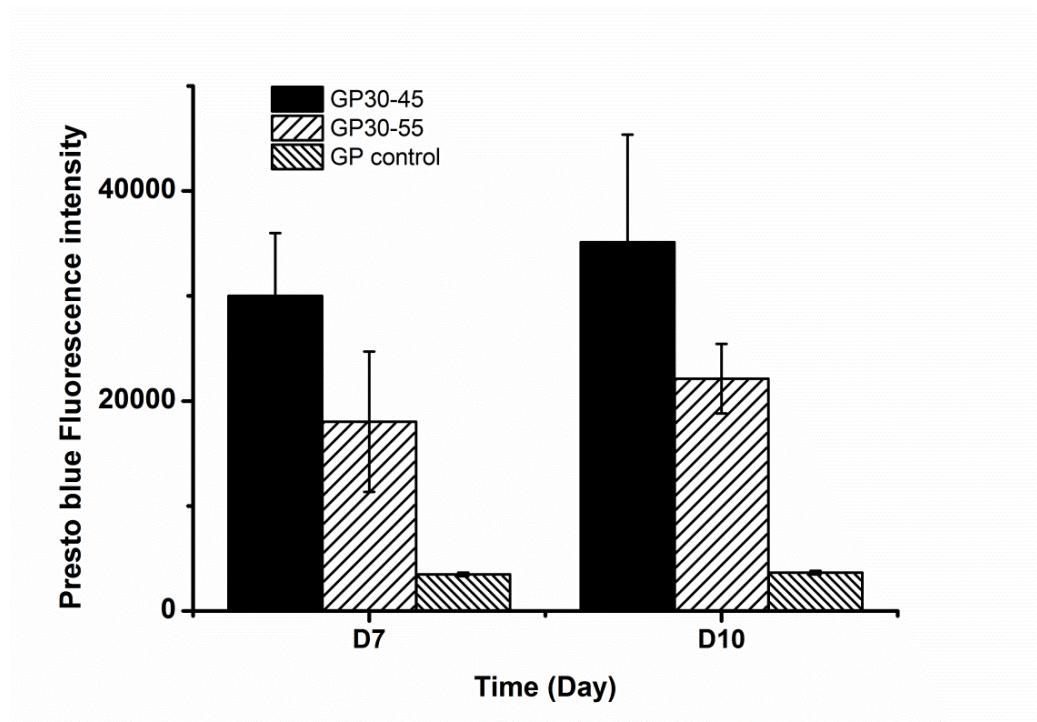 GP30-45
GP30-55
GP control
40000
20000
0
Presto blue Fluorescence intensity
D7
D10
Time (Day)